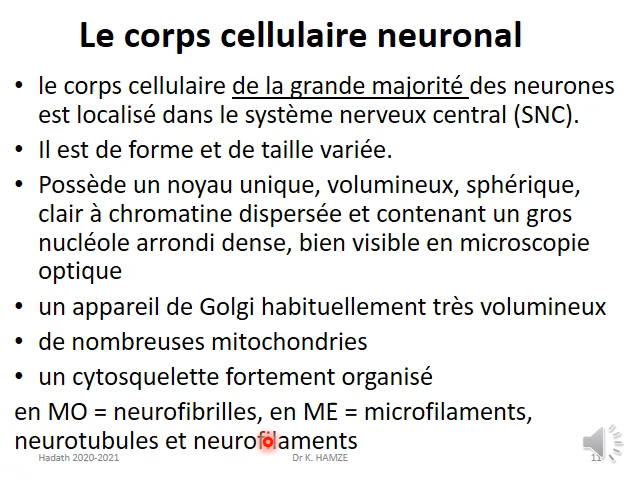 Le corps cellulaire neuronal
• le corps cellulaire de la grande majorité des neurones
est localisé dans le système nerveux central (SNC).
• Il est de forme et de taille variée.
• Possède un noyau unique, volumineux, sphérique,
clair à chromatine dispersée et contenant un gros
nucléole arrondi dense, bien visible en microscopie
optique
• un appareil de Golgi habituellement très volumineux
• de nombreuses mitochondries
• un cytosquelette fortement organisé
en MO = neurofibrilles, en ME = microfilaments,
neurotubules et neurofilaments
Hadath 2020-2021 Dr K. HAMZE 11